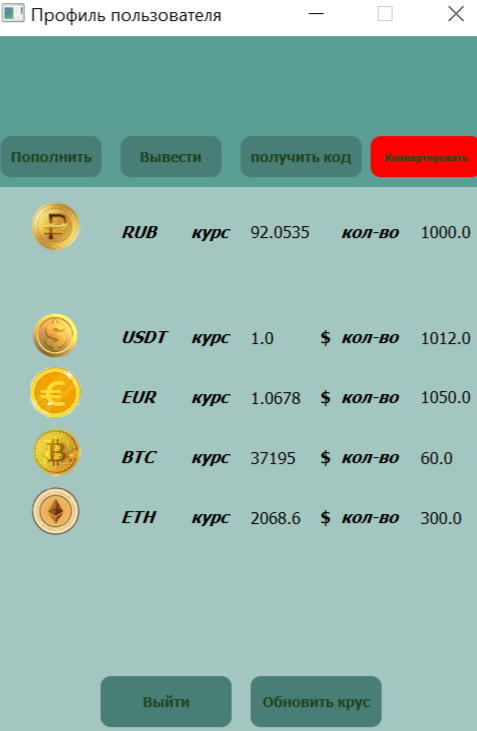 Профиль пользователя
Пополнить Вывести получить код Конвертировать
RUB курс 92.0535 кол-во 1000.0
USDT курс 1.0 $ кол-во 1012.0
EUR курс 1.0678 $ кол-во 1050.0
BTC курс 37195 $ кол-во 60.0
ETH курс 2068.6 $ кол-во 300.0
Выйти Обновить крус